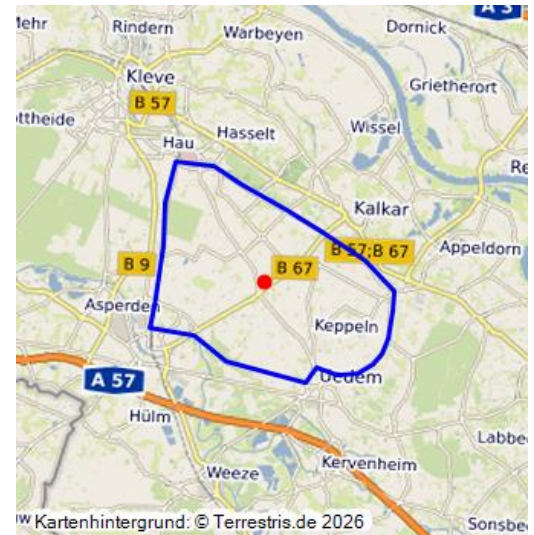 A 3
Dornick
Rindern
Warbeyen
Kleve
Grietherort
B 57
ttheide
Hau
Hasselt
Wissel
Re
Kalkar
B 57;B 67
Appeldorn
B 9
B 67
Asperden
Keppeln
A 57
Uedem
Hülm
Labbe
Kervenheim
Weeze
Kartenhintergrund: © Terrestris.de 2026
Sonsbe